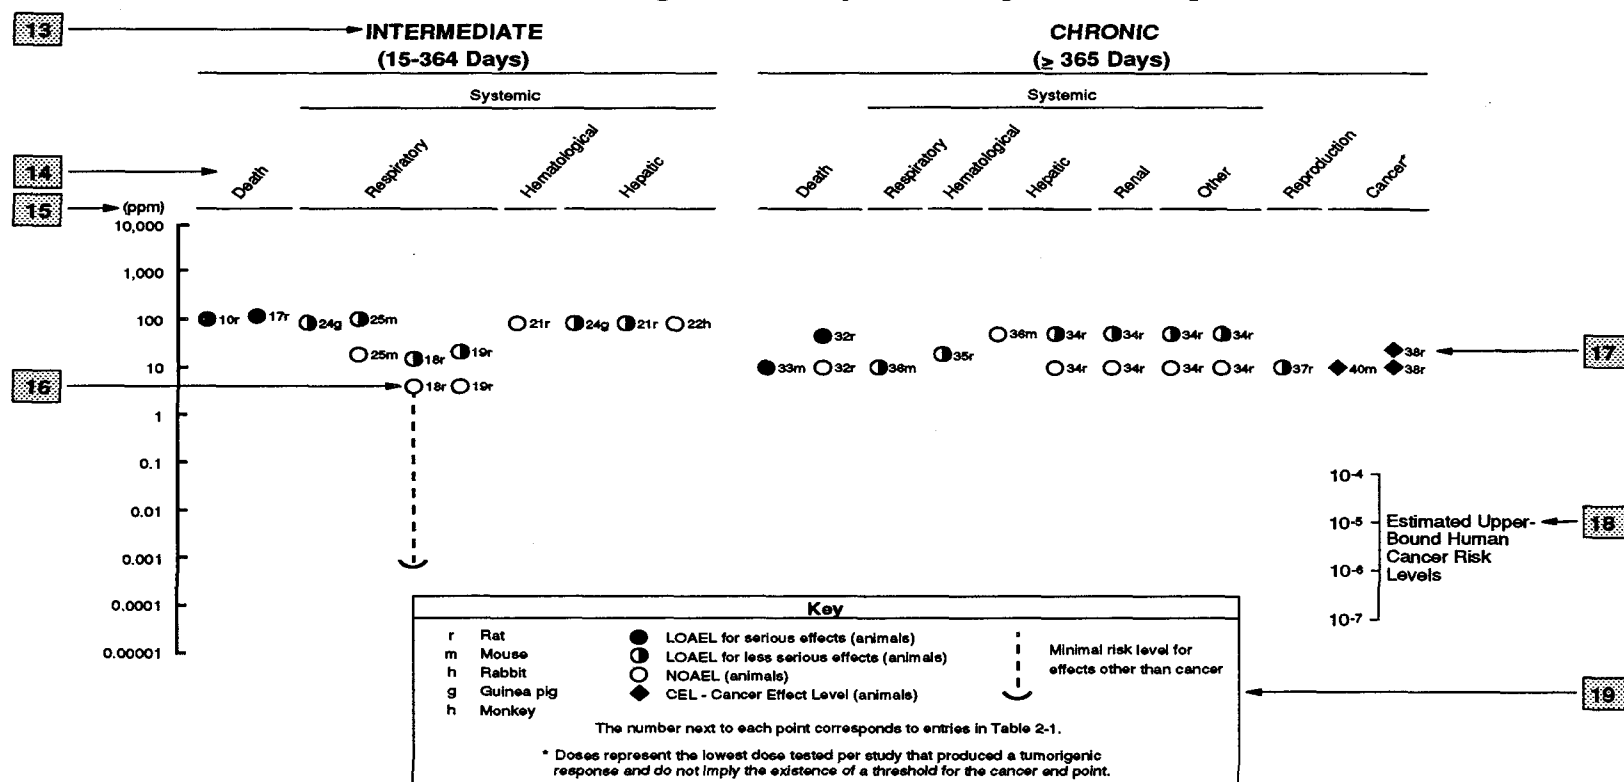 13
INTERMEDIATE
(15-364 Days)
CHRONIC
(≥ 365 Days)
Systemic
Systemic
14
Death
Respiratory
Hematological
Hepatic
Death
Respiratory
Hematological
Hepatic
Renal
Other
Reproduction
Cancer*
15
(ppm)
10,000
1,000
100
10
1
0.1
0.01
0.001
0.0001
0.00001
10r
17r
24g
25m
21r
24g
21r
22h
25m
18r
19r
18r
19r
16
32r
36m
34r
34r
34r
34r
35r
38r
17
33m
32r
36m
34r
34r
34r
34r
37r
40m
38r
10-4
10-5
10-6
10-7
Estimated Upper-
Bound Human
Cancer Risk
Levels
18
Key
r Rat
m Mouse
h Rabbit
g Guinea pig
h Monkey
LOAEL for serious effects (animals)
LOAEL for less serious effects (animals)
NOAEL (animals)
CEL - Cancer Effect Level (animals)
Minimal risk level for
effects other than cancer
19
The number next to each point corresponds to entries in Table 2-1.
* Doses represent the lowest dose tested per study that produced a tumorigenic
response and do not imply the existence of a threshold for the cancer end point.